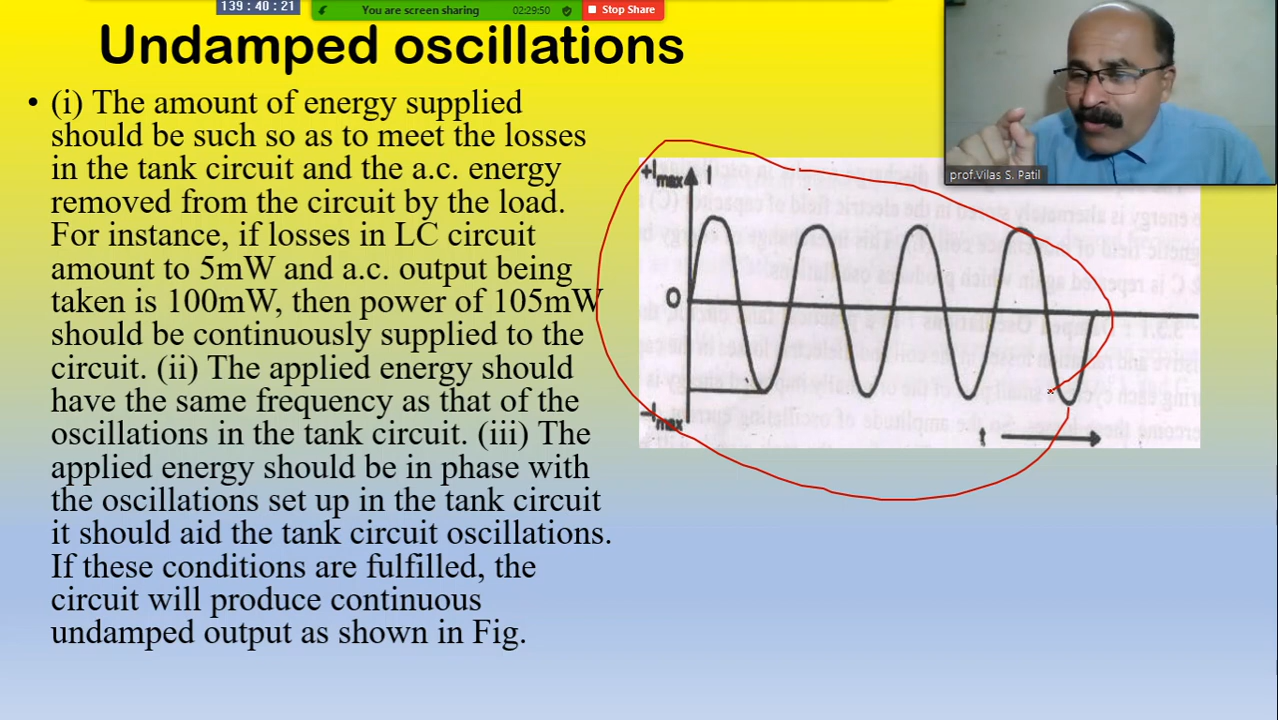 139:40:21
You are screen sharing
02:29:50
Stop Share
Undamped oscillations
prof.Vilas S. Patil
• (i) The amount of energy supplied
should be such so as to meet the losses
in the tank circuit and the a.c. energy
removed from the circuit by the load.
For instance, if losses in LC circuit
amount to 5mW and a.c. output being
taken is 100mW, then power of 105mW
should be continuously supplied to the
circuit. (ii) The applied energy should
have the same frequency as that of the
oscillations in the tank circuit. (iii) The
applied energy should be in phase with
the oscillations set up in the tank circuit
it should aid the tank circuit oscillations.
If these conditions are fulfilled, the
circuit will produce continuous
undamped output as shown in Fig.
+Imax
I
0
-Imax
t